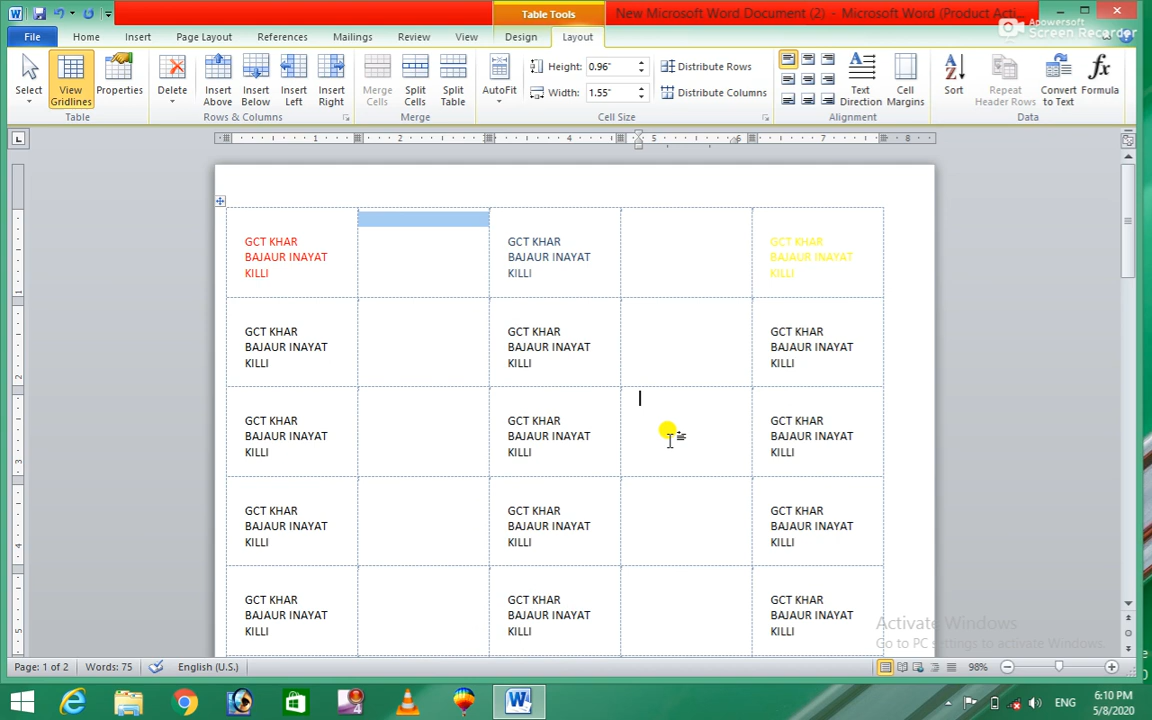 Table Tools
New Microsoft Word Document (2) - Microsoft Word (Product Acti
Apowersoft
Screen Recorder
File Home Insert Page Layout References Mailings Review View Design Layout
Select
View Gridlines
Properties
Delete
Insert Above
Insert Below
Insert Left
Insert Right
Merge Cells
Split Cells
Split Table
AutoFit
Height: 0.96"
Width: 1.55"
Distribute Rows
Distribute Columns
Text Direction
Cell Margins
Sort
Repeat Header Rows
Convert to Text
Formula
Table Rows & Columns Merge Cell Size Alignment Data
1 2 3 4 5 6 7 8
GCT KHAR GCT KHAR GCT KHAR
BAJAUR INAYAT BAJAUR INAYAT BAJAUR INAYAT
KILLI KILLI KILLI
GCT KHAR GCT KHAR GCT KHAR
BAJAUR INAYAT BAJAUR INAYAT BAJAUR INAYAT
KILLI KILLI KILLI
GCT KHAR GCT KHAR GCT KHAR
BAJAUR INAYAT BAJAUR INAYAT BAJAUR INAYAT
KILLI KILLI KILLI
GCT KHAR GCT KHAR GCT KHAR
BAJAUR INAYAT BAJAUR INAYAT BAJAUR INAYAT
KILLI KILLI KILLI
GCT KHAR GCT KHAR GCT KHAR
BAJAUR INAYAT BAJAUR INAYAT BAJAUR INAYAT
KILLI KILLI KILLI
Activate Windows
Go to PC settings to activate Windows.
Page: 1 of 2 Words: 75 English (U.S.) 98%
ENG
6:10 PM
5/8/2020